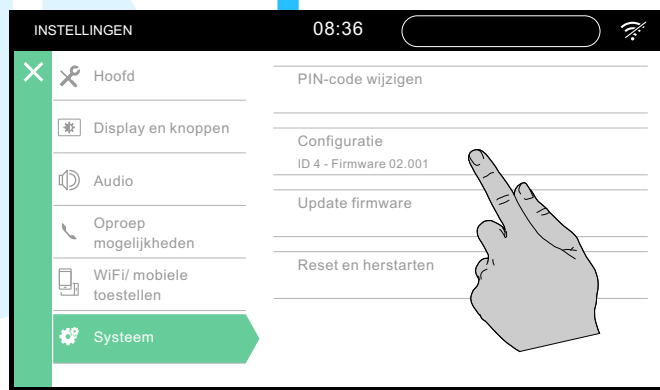 INSTELLINGEN
08:36
Hoofd
Display en knoppen
Audio
Oproep
mogelijkheden
WiFi/ mobiele
toestellen
Systeem
PIN-code wijzigen
Configuratie
ID 4 - Firmware 02.001
Update firmware
Reset en herstarten